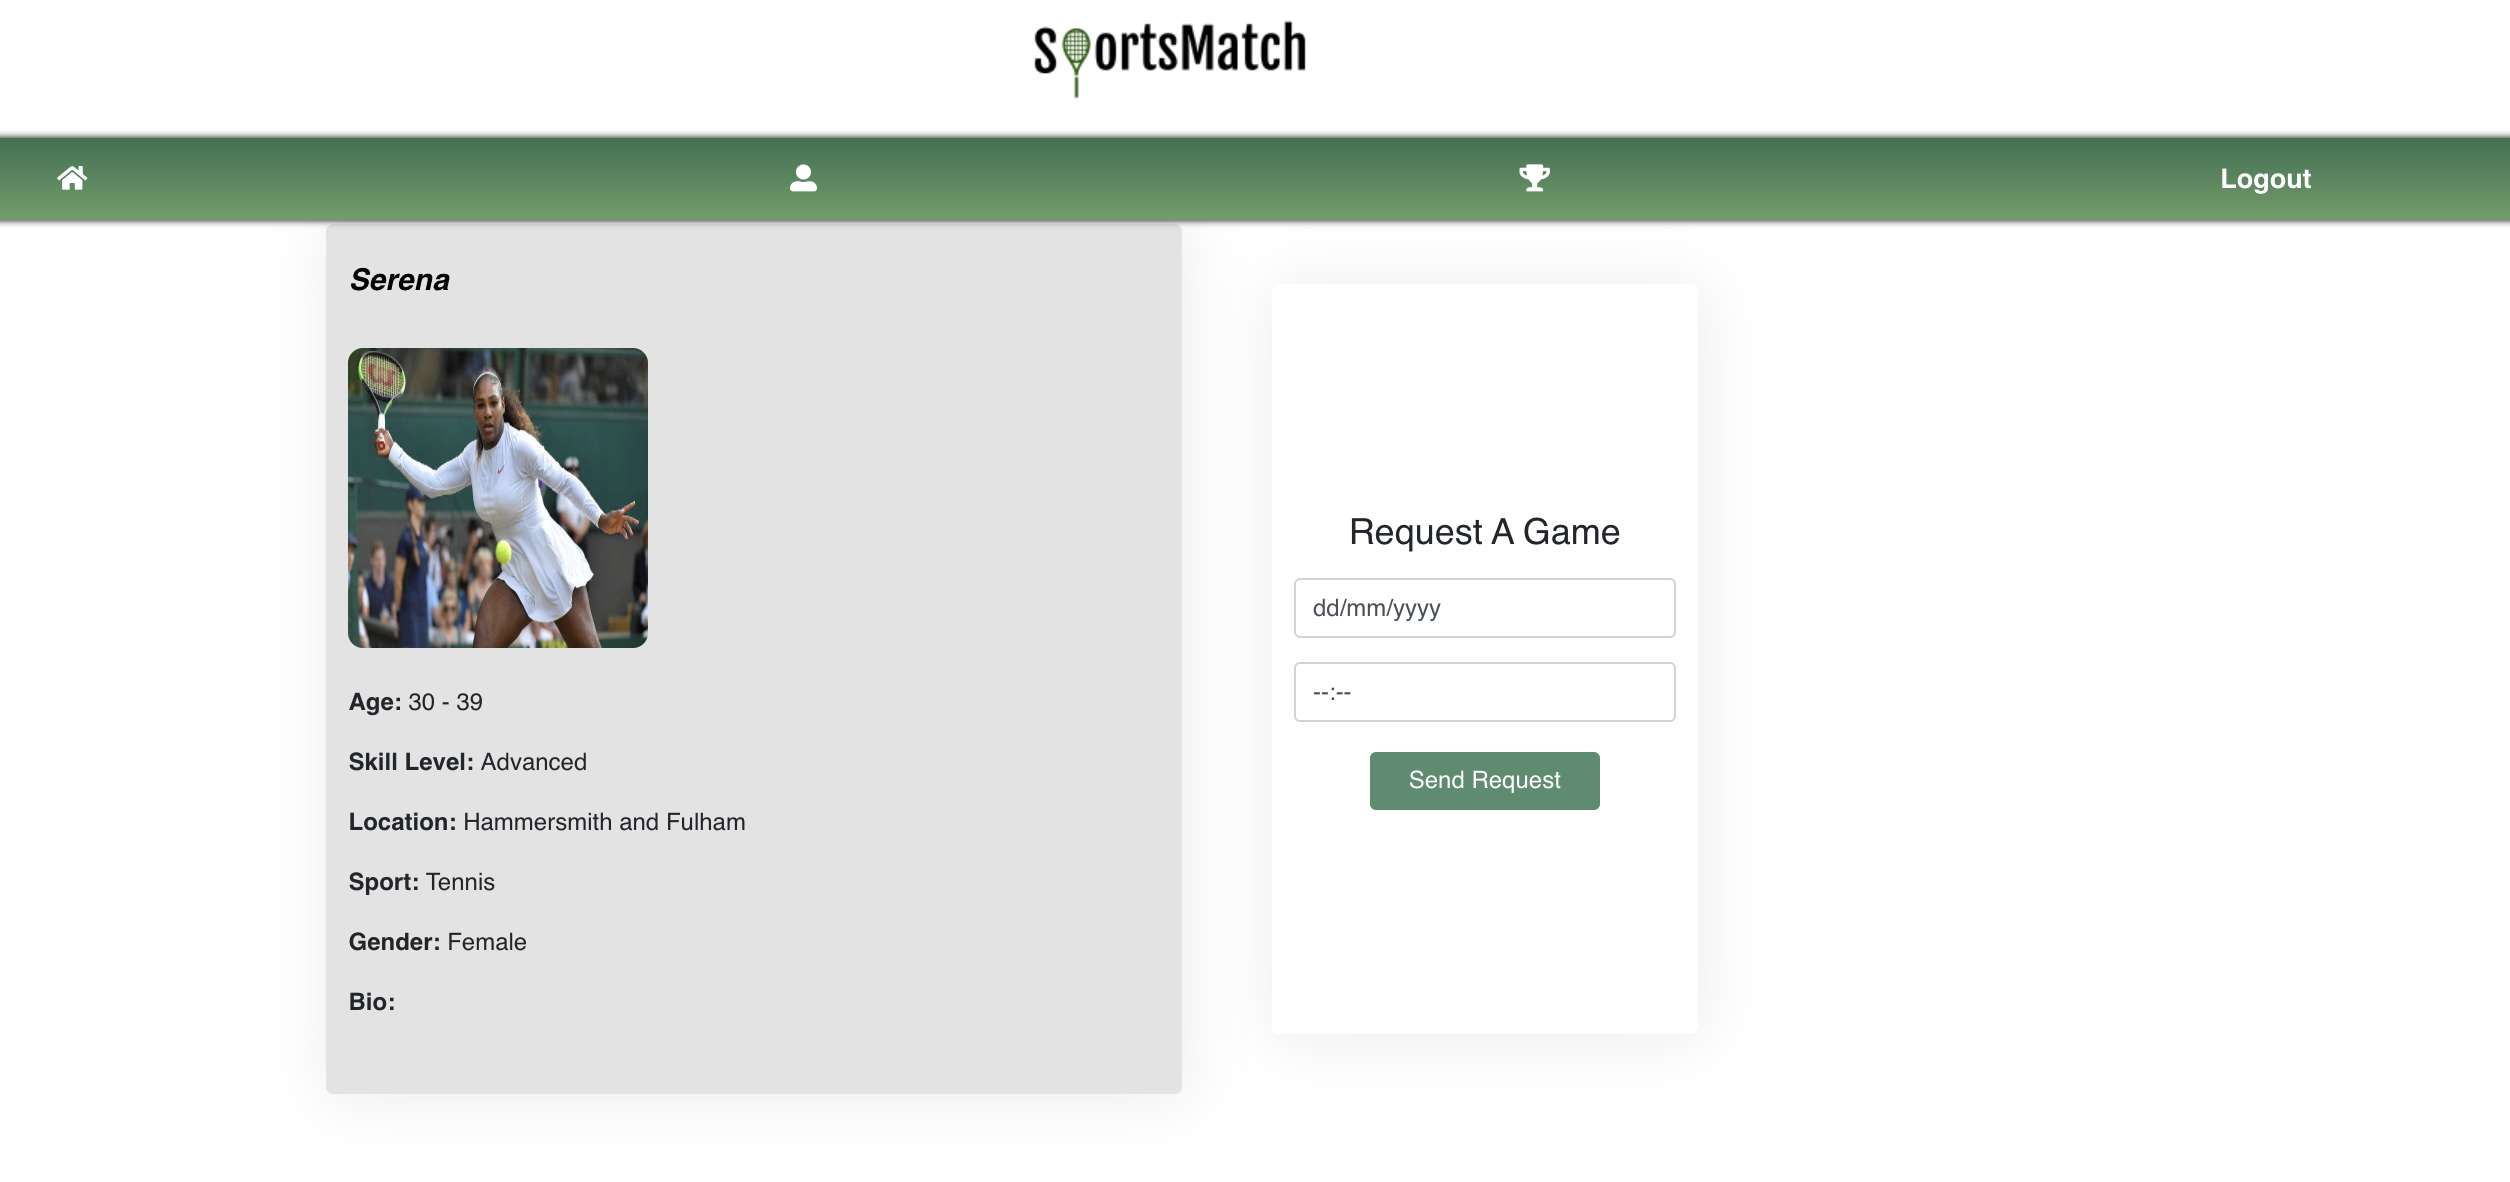 SportsMatch
Logout
Serena
Age: 30 - 39
Skill Level: Advanced
Location: Hammersmith and Fulham
Sport: Tennis
Gender: Female
Bio:
Request A Game
dd/mm/yyyy
--:--
Send Request